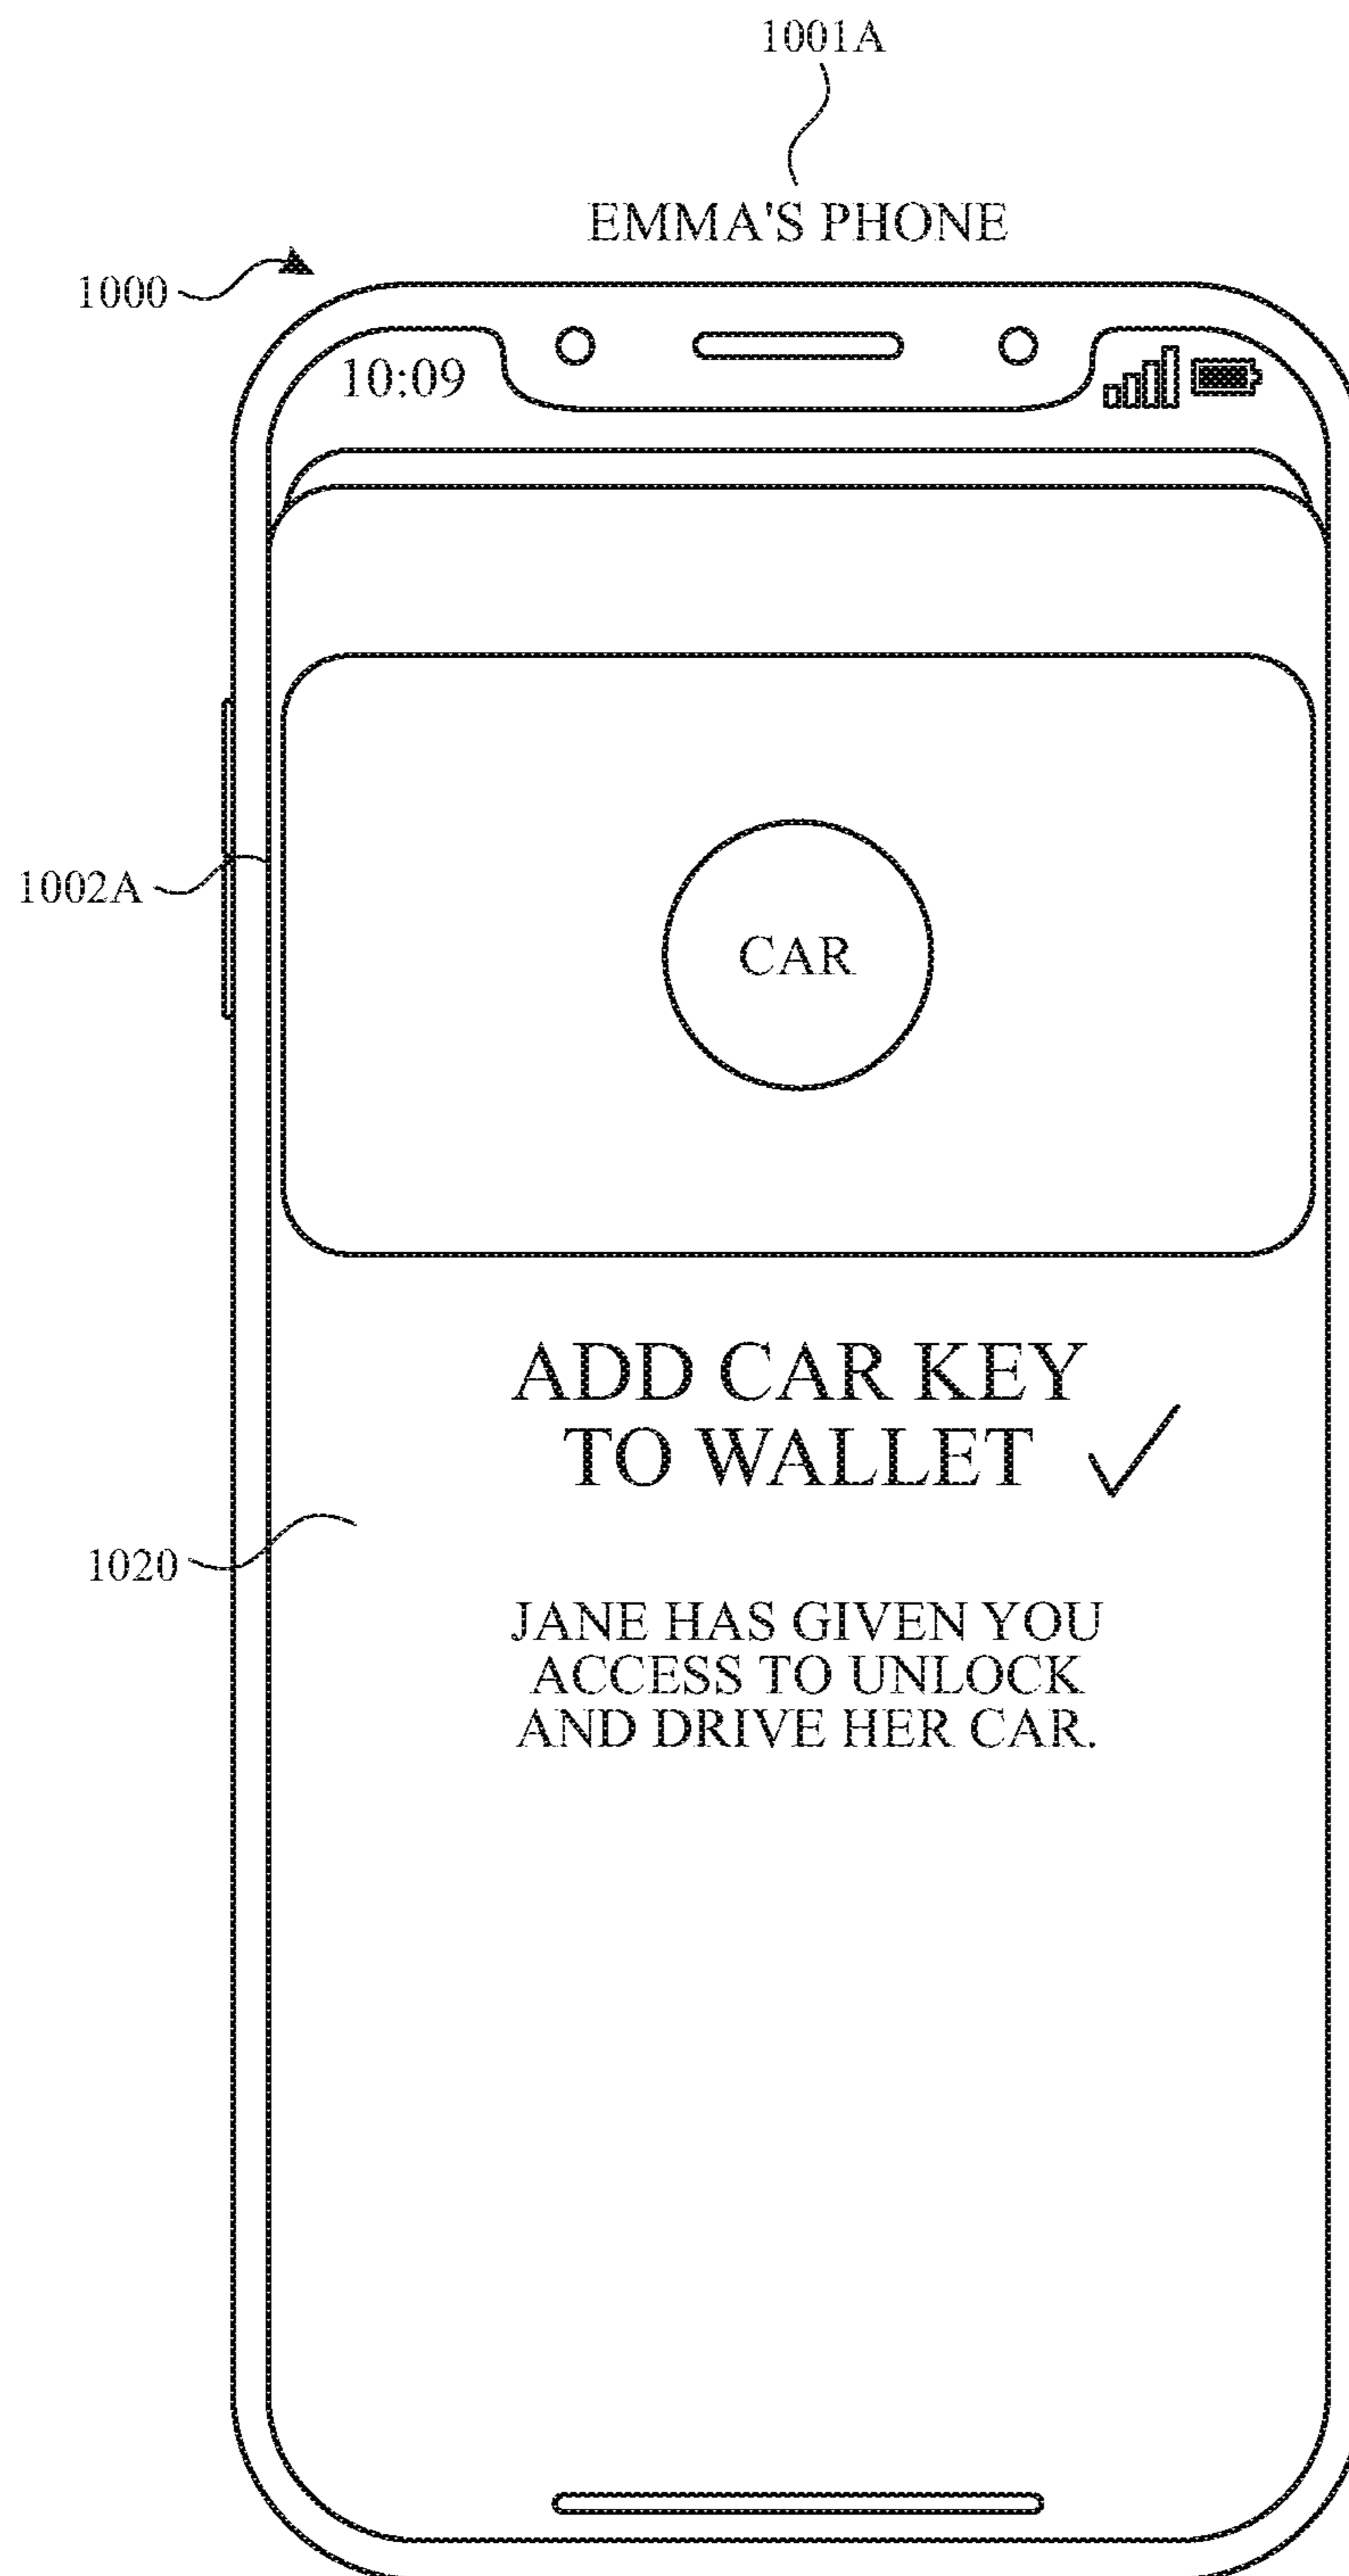 1001A
EMMA'S PHONE
1000
10:09
1002A
CAR
ADD CAR KEY
TO WALLET
1020
JANE HAS GIVEN YOU
ACCESS TO UNLOCK
AND DRIVE HER CAR.